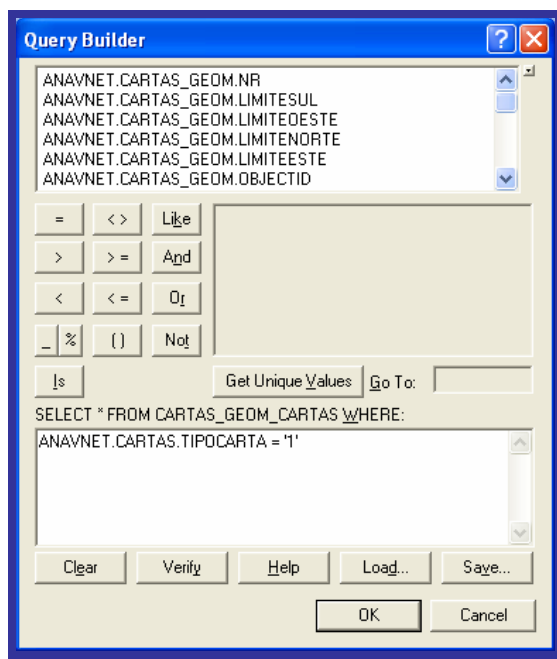 Query Builder
ANAVNET.CARTAS_GEOM.NR
ANAVNET.CARTAS_GEOM.LIMITESUL
ANAVNET.CARTAS_GEOM.LIMITEOESTE
ANAVNET.CARTAS_GEOM.LIMITENORTE
ANAVNET.CARTAS_GEOM.LIMITEESTE
ANAVNET.CARTAS_GEOM.OBJECTID
= < > Like
> > = And
< < = Or
_ % ( ) Not
Is Get Unique Values Go To:
SELECT * FROM CARTAS_GEOM_CARTAS WHERE:
ANAVNET.CARTAS.TIPOCARTA = '1'
Clear Verify Help Load... Save...
OK Cancel